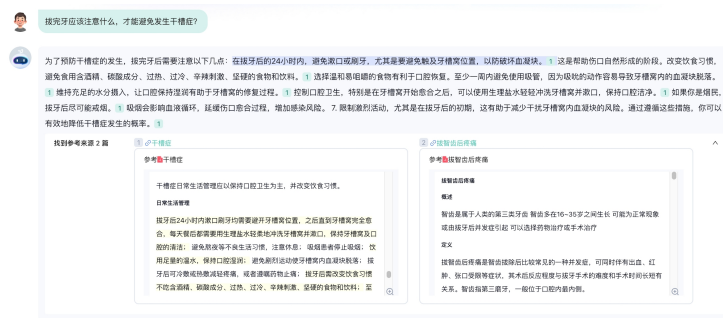 拔完牙应该注意什么，才能避免发生干槽症？
为了预防干槽症的发生，拔完牙后需要注意以下几点：在拔牙后的24小时内，避免漱口或刷牙，尤其是要避免触及牙槽窝位置，以防破坏血凝块。 1 这是帮助伤口自然形成的阶段。改变饮食习惯，
避免食用含酒精、碳酸成分、过热、过冷、辛辣刺激、坚硬的食物和饮料。 1 选择温和易咀嚼的食物有利于口腔恢复。至少一周内避免使用吸管，因为吸吮的动作容易导致牙槽窝内的血凝块脱落。
1 维持充足的水分摄入，让口腔保持湿润有助于牙槽窝的修复过程。 1 控制口腔卫生，特别是在牙槽窝开始愈合之后，可以使用生理盐水轻轻冲洗牙槽窝并漱口，保持口腔洁净。 1 如果你是烟民，
拔牙后尽可能戒烟。 1 吸烟会影响血液循环，延缓伤口愈合过程，增加感染风险。 7. 限制激烈活动，尤其是在拔牙后的初期，这有助于减少干扰牙槽窝内血凝块的风险。通过遵循这些措施，你可以
有效地降低干槽症发生的概率。 1
找到参考来源 2 篇
1 干槽症
参考 干槽症
干槽症日常生活管理应以保持口腔卫生为主，并改变饮食习惯。
日常生活管理
拔牙后24小时内漱口刷牙均需要避开牙槽窝位置，之后直到牙槽窝完全愈
合，每天餐后都需要用生理盐水轻柔地冲洗牙槽窝并漱口，保持牙槽窝及口
腔的清洁； 避免熬夜等不良生活习惯，注意休息； 吸烟患者停止吸烟； 饮
用足量的温水，保持口腔湿润； 避免剧烈运动使牙槽窝内血凝块脱落； 拔
牙后可冷敷或热敷减轻疼痛，或者遵嘱药物止痛； 拔牙后需改变饮食习惯
不吃含酒精、碳酸成分、过热、过冷、辛辣刺激、坚硬的食物和饮料； 至
2 拔智齿后疼痛
参考 拔智齿后疼痛
拔智齿后疼痛
概述
智齿是属于人类的第三类牙齿 智齿多在16~35岁之间生长 可能为正常现象
或由拔牙后并发症引起 可以选择药物治疗或手术治疗
定义
拔智齿后疼痛是智齿拔除后比较常见的一种并发症，可同时伴有出血、红
肿、张口受限等症状，其术后反应程度与拔牙手术的难度和手术时间长短有
关系。智齿指第三磨牙，一般位于口腔内最内侧。